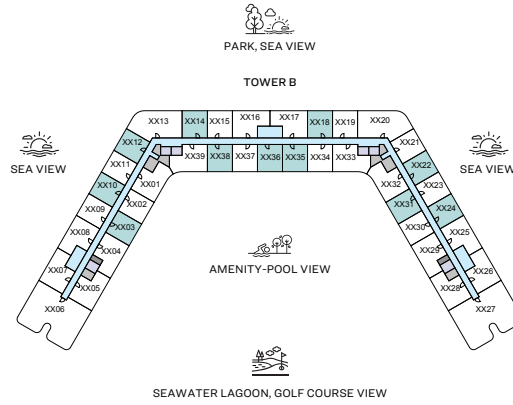 PARK, SEA VIEW
TOWER B
XX13
XX14
XX15
XX16
XX17
XX18
XX19
XX20
XX12
XX39
XX38
XX37
XX36
XX35
XX34
XX33
XX21
SEA VIEW
XX11
XX01
XX32
XX22
SEA VIEW
XX10
XX02
XX31
XX23
XX09
XX03
XX30
XX24
XX08
XX04
XX29
XX25
XX07
XX05
XX28
XX26
XX06
XX27
AMENITY-POOL VIEW
SEAWATER LAGOON, GOLF COURSE VIEW